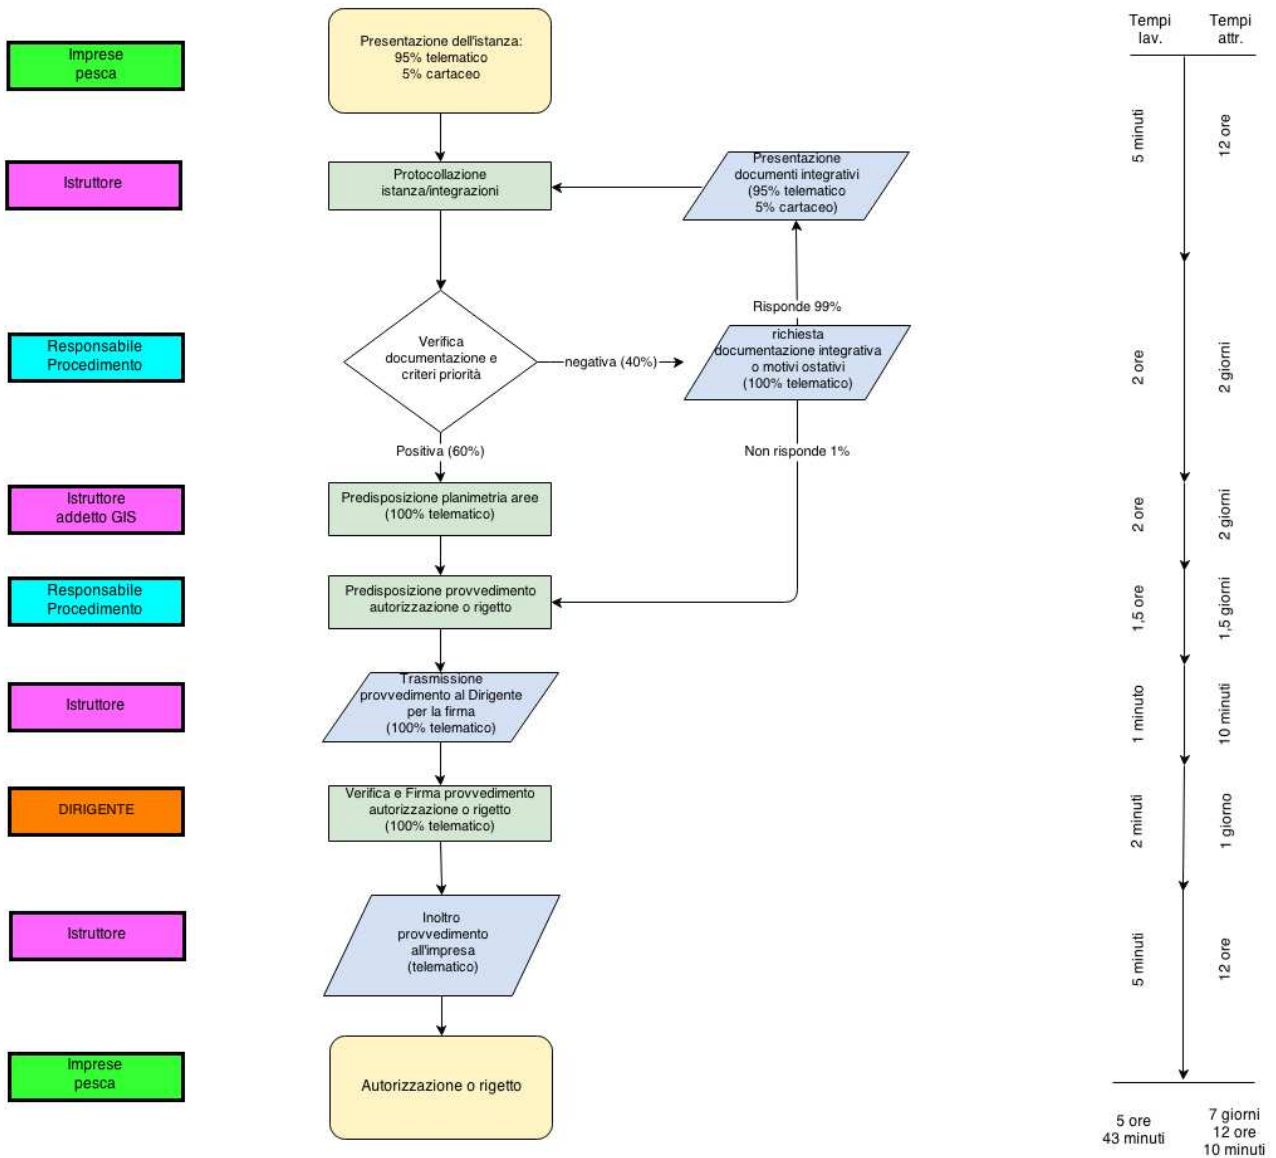 Tempi
lav.
Tempi
attr.
Imprese
pesca
Presentazione dell'istanza:
95% telematico
5% cartaceo
5 minuti
12 ore
Istruttore
Protocollazione
istanza/integrazioni
Presentazione
documenti integrativi
(95% telematico
5% cartaceo)
Risponde 99%
Responsabile
Procedimento
Verifica
documentazione e
criteri priorità
negativa (40%)
richiesta
documentazione integrativa
o motivi ostativi
(100% telematico)
2 ore
2 giorni
Positiva (60%)
Non risponde 1%
Istruttore
addetto GIS
Predisposizione planimetria aree
(100% telematico)
2 ore
2 giorni
Responsabile
Procedimento
Predisposizione provvedimento
autorizzazione o rigetto
1,5 ore
1,5 giorni
Istruttore
Trasmissione
provvedimento al Dirigente
per la firma
(100% telematico)
1 minuto
10 minuti
DIRIGENTE
Verifica e Firma provvedimento
autorizzazione o rigetto
(100% telematico)
2 minuti
1 giorno
Istruttore
Inoltro
provvedimento
all'impresa
(telematico)
5 minuti
12 ore
Imprese
pesca
Autorizzazione o rigetto
5 ore
43 minuti
7 giorni
12 ore
10 minuti